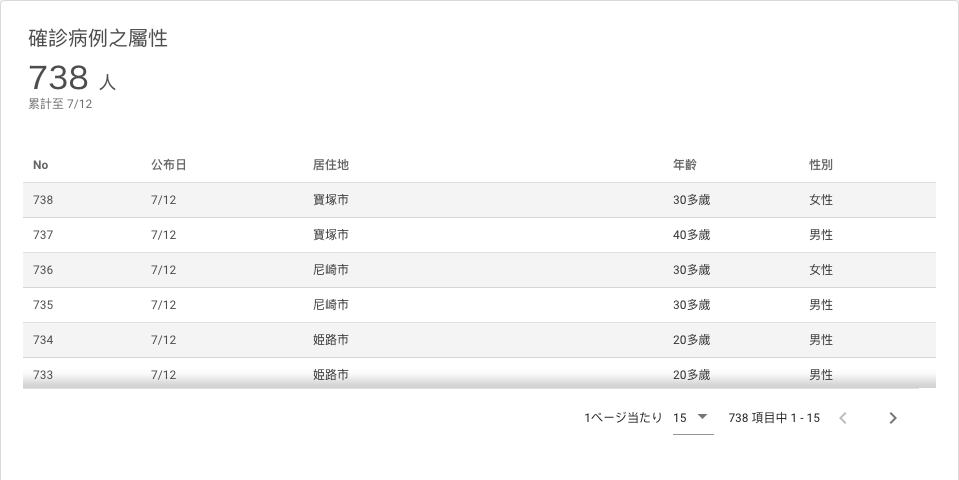 確診病例之屬性
738 人
累計至 7/12
No 公布日 居住地 年齡 性別
738 7/12 寶塚市 30多歲 女性
737 7/12 寶塚市 40多歲 男性
736 7/12 尼崎市 30多歲 女性
735 7/12 尼崎市 30多歲 男性
734 7/12 姫路市 20多歲 男性
733 7/12 姫路市 20多歲 男性
1ページ当たり 15 738 項目中 1 - 15